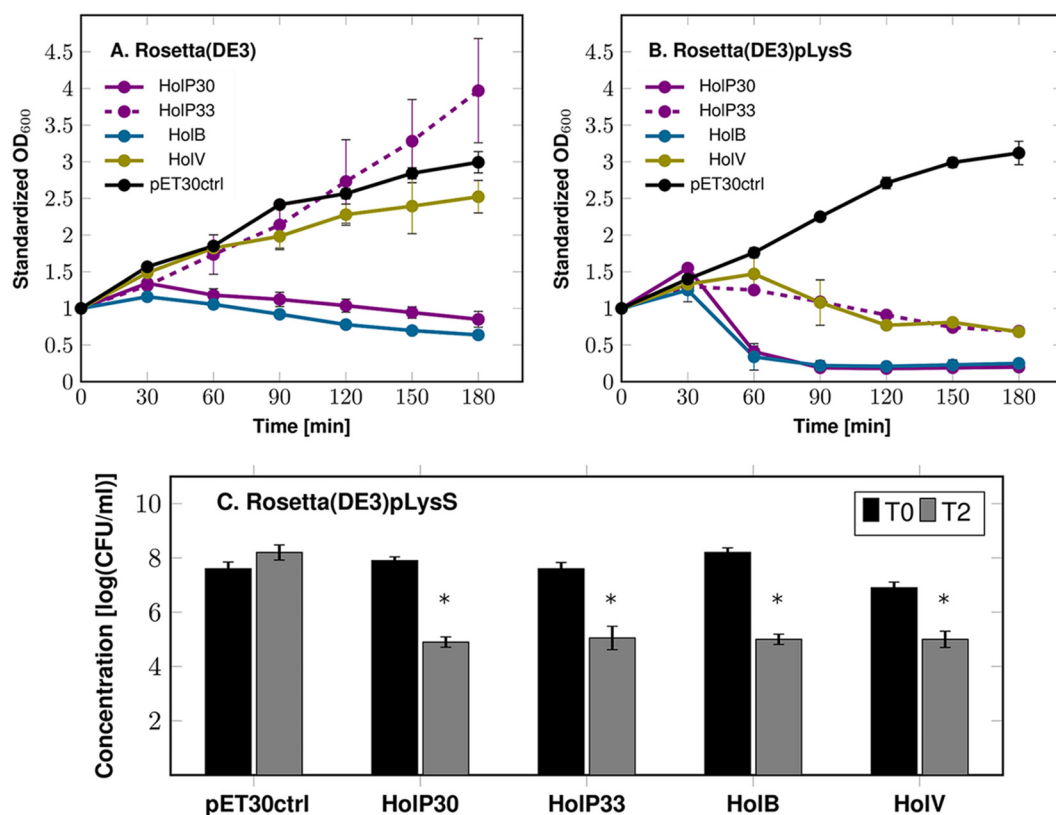 A. Rosetta(DE3)
HolP30
HolP33
HolB
HolV
pET30ctrl
Standardized OD600
4.5
4
3.5
3
2.5
2
1.5
1
0.5
0
0 30 60 90 120 150 180
Time [min]
B. Rosetta(DE3)pLysS
HolP30
HolP33
HolB
HolV
pET30ctrl
Standardized OD600
4.5
4
3.5
3
2.5
2
1.5
1
0.5
0
0 30 60 90 120 150 180
Time [min]
C. Rosetta(DE3)pLysS
T0 T2
Concentration [log(CFU/ml)]
10
8
6
4
2
* * * *
pET30ctrl HolP30 HolP33 HolB HolV